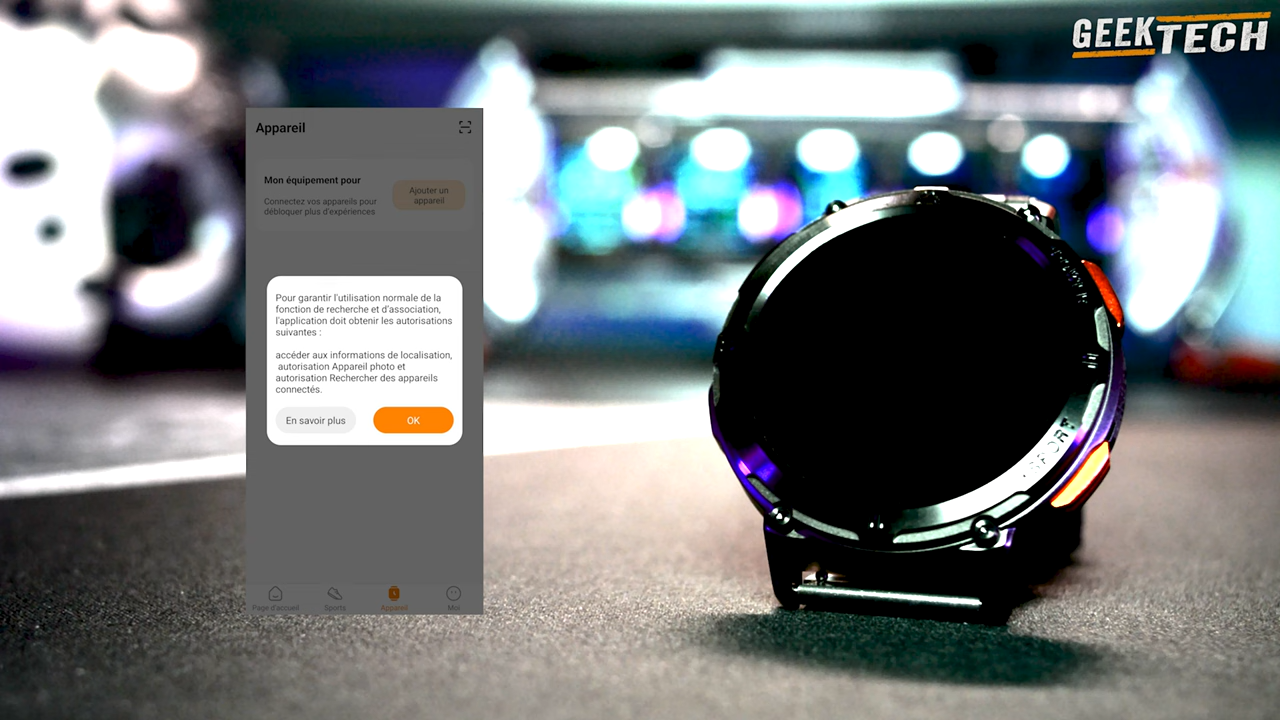 GEEKTECH
Appareil
Mon équipement pour
Connectez vos appareils pour
débloquer plus d'expériences
Ajouter un
appareil
Pour garantir l'utilisation normale de la
fonction de recherche et d'association,
l'application doit obtenir les autorisations
suivantes :
accéder aux informations de localisation,
autorisation Appareil photo et
autorisation Rechercher des appareils
connectés.
En savoir plus
OK
Page d'accueil
Sports
Appareil
Moi
SPORT